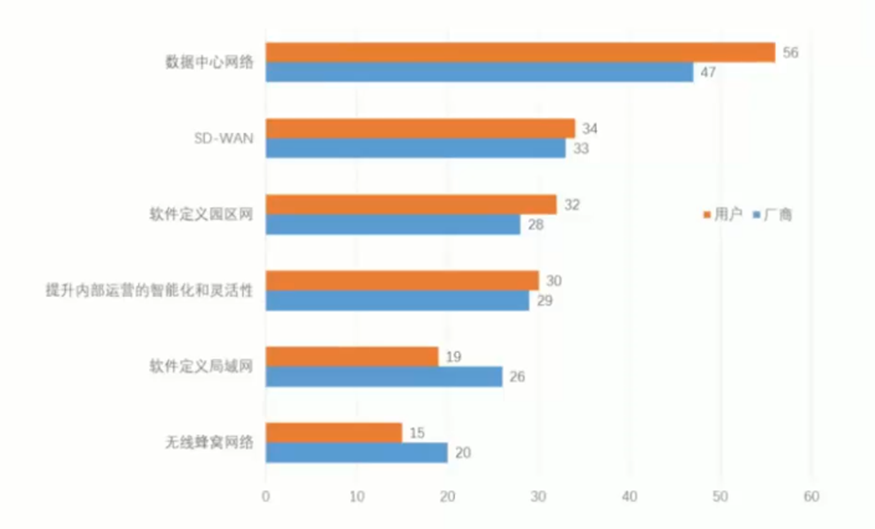 数据中心网络
56
47
SD-WAN
34
33
软件定义园区网
32
28
用户 厂商
提升内部运营的智能化和灵活性
30
29
软件定义局域网
19
26
无线蜂窝网络
15
20
0 10 20 30 40 50 60